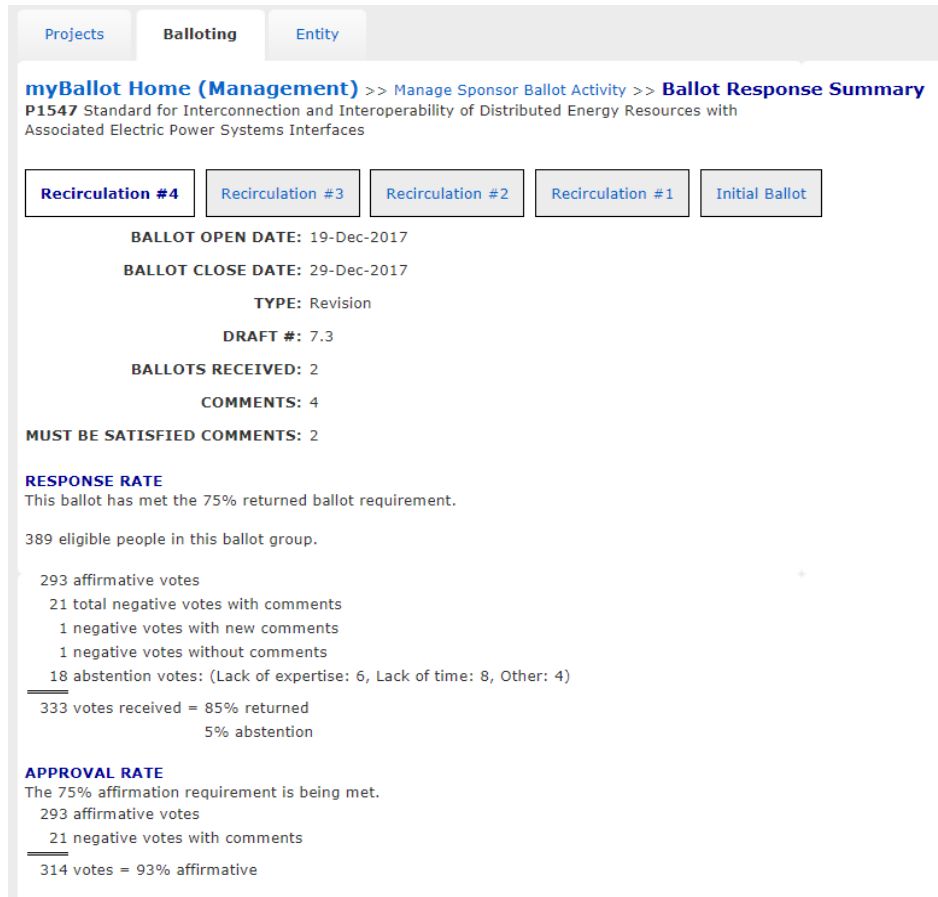 Projects Balloting Entity
myBallot Home (Management) >> Manage Sponsor Ballot Activity >> Ballot Response Summary
P1547 Standard for Interconnection and Interoperability of Distributed Energy Resources with
Associated Electric Power Systems Interfaces
Recirculation #4 Recirculation #3 Recirculation #2 Recirculation #1 Initial Ballot
BALLOT OPEN DATE: 19-Dec-2017
BALLOT CLOSE DATE: 29-Dec-2017
TYPE: Revision
DRAFT #: 7.3
BALLOTS RECEIVED: 2
COMMENTS: 4
MUST BE SATISFIED COMMENTS: 2
RESPONSE RATE
This ballot has met the 75% returned ballot requirement.
389 eligible people in this ballot group.
293 affirmative votes
21 total negative votes with comments
1 negative votes with new comments
1 negative votes without comments
18 abstention votes: (Lack of expertise: 6, Lack of time: 8, Other: 4)
333 votes received = 85% returned
5% abstention
APPROVAL RATE
The 75% affirmation requirement is being met.
293 affirmative votes
21 negative votes with comments
314 votes = 93% affirmative